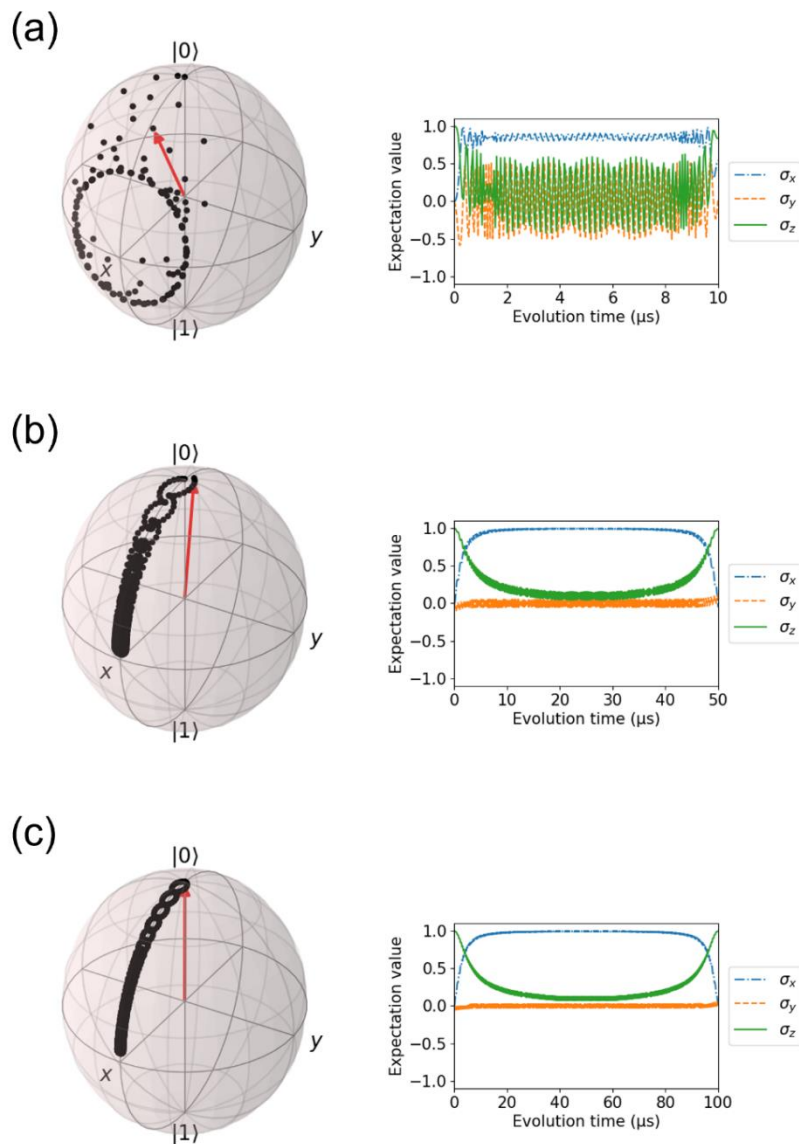 (a)
|0⟩
x
y
|1⟩
Expectation value
1.0
0.5
0.0
−0.5
−1.0
0 2 4 6 8 10
Evolution time (μs)
σx
σy
σz
(b)
|0⟩
x
y
|1⟩
Expectation value
1.0
0.5
0.0
−0.5
−1.0
0 10 20 30 40 50
Evolution time (μs)
σx
σy
σz
(c)
|0⟩
x
y
|1⟩
Expectation value
1.0
0.5
0.0
−0.5
−1.0
0 20 40 60 80 100
Evolution time (μs)
σx
σy
σz